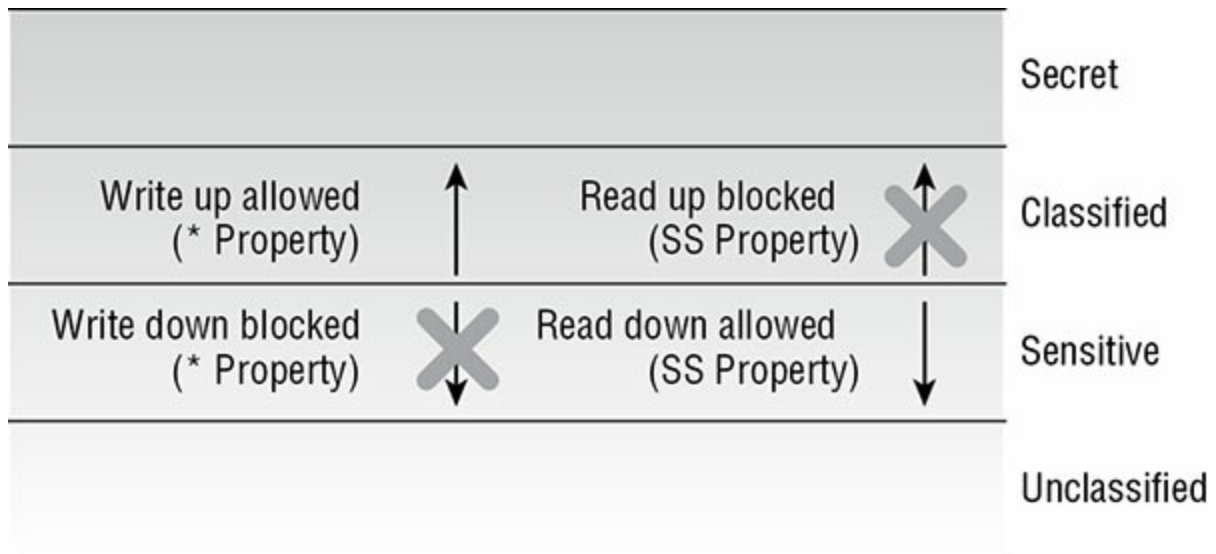 Secret
Write up allowed
(* Property)
Read up blocked
(SS Property)
Classified
Write down blocked
(* Property)
Read down allowed
(SS Property)
Sensitive
Unclassified